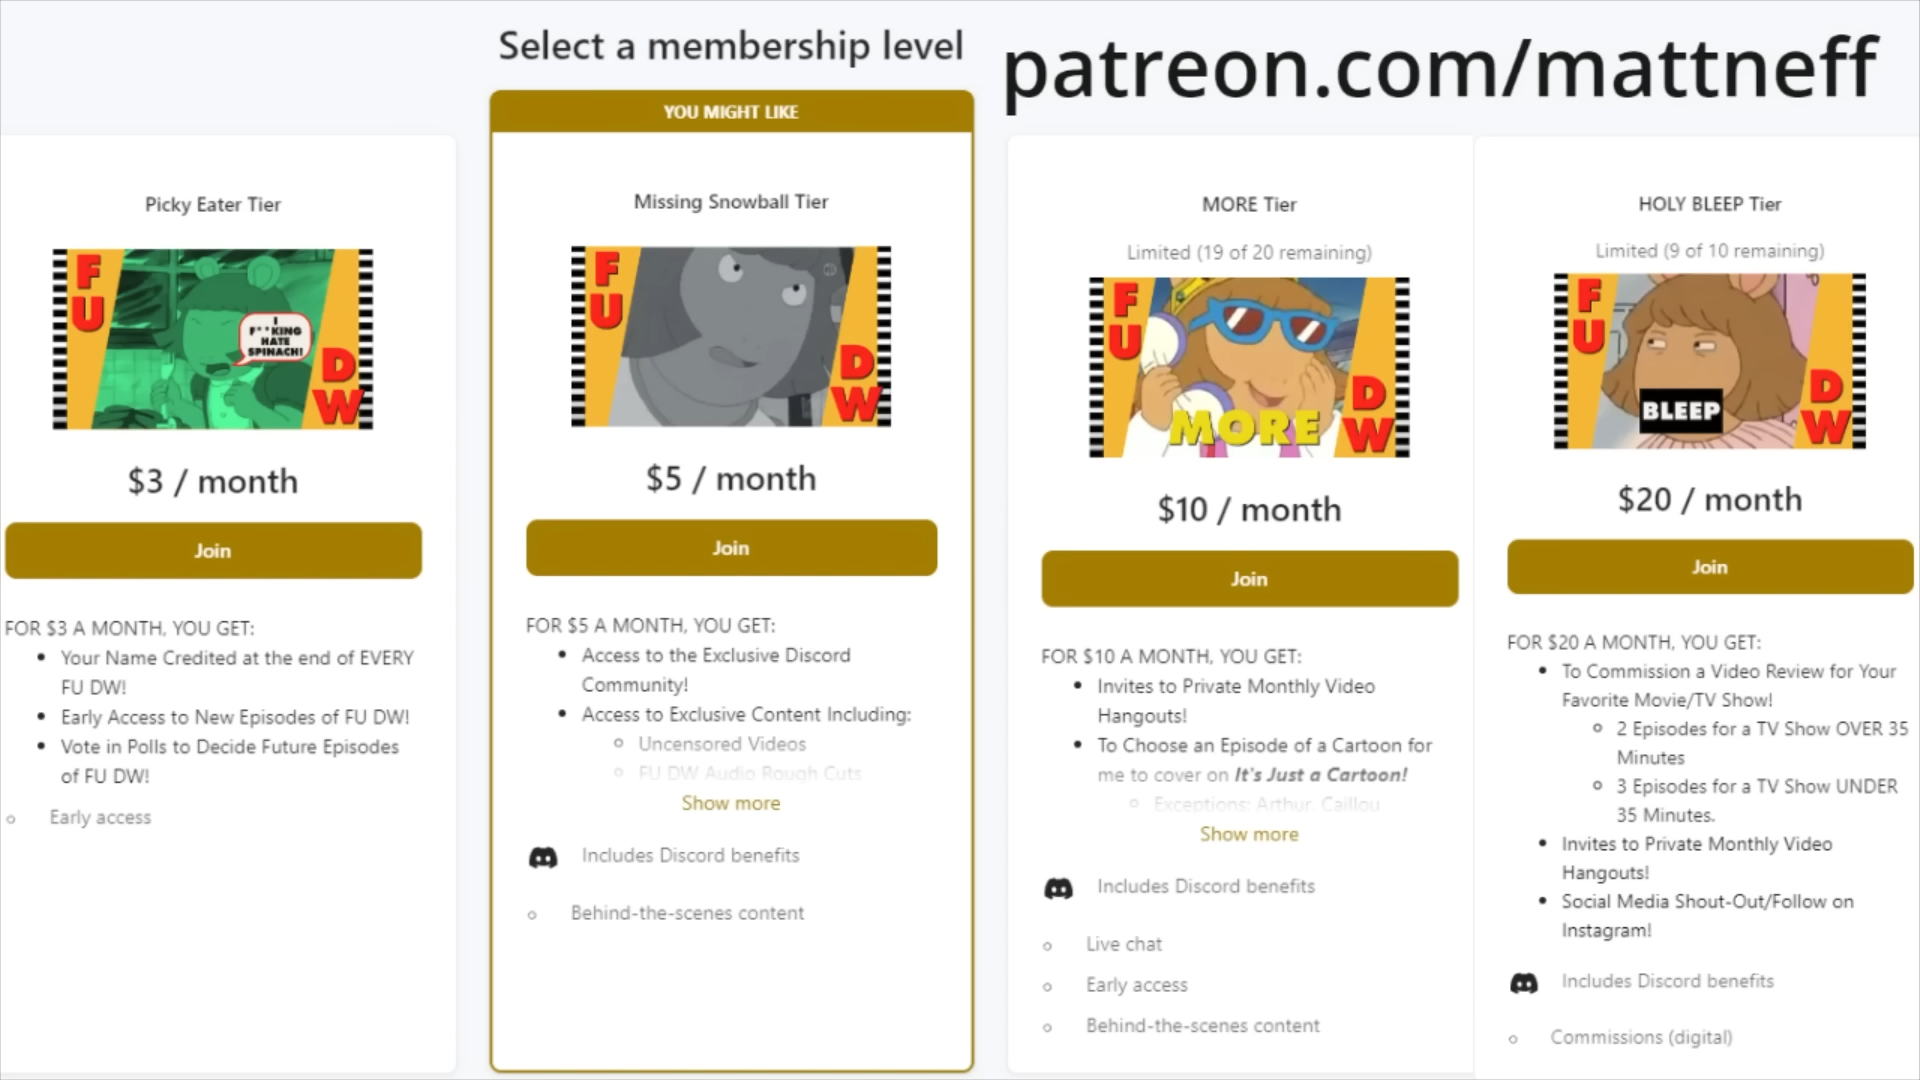 Select a membership level
patreon.com/mattneff
Picky Eater Tier
F
U
I
F**KING
HATE
SPINACH!
D
W
$3 / month
Join
FOR $3 A MONTH, YOU GET:
Your Name Credited at the end of EVERY
FU DW!
Early Access to New Episodes of FU DW!
Vote in Polls to Decide Future Episodes
of FU DW!
Early access
YOU MIGHT LIKE
Missing Snowball Tier
F
U
D
W
$5 / month
Join
FOR $5 A MONTH, YOU GET:
Access to the Exclusive Discord
Community!
Access to Exclusive Content Including:
Uncensored Videos
FU DW Audio Rough Cuts
Show more
Includes Discord benefits
Behind-the-scenes content
MORE Tier
Limited (19 of 20 remaining)
F
U
MORE
D
W
$10 / month
Join
FOR $10 A MONTH, YOU GET:
Invites to Private Monthly Video
Hangouts!
To Choose an Episode of a Cartoon for
me to cover on It's Just a Cartoon!
Exceptions: Arthur, Caillou
Show more
Includes Discord benefits
Live chat
Early access
Behind-the-scenes content
HOLY BLEEP Tier
Limited (9 of 10 remaining)
F
U
BLEEP
D
W
$20 / month
Join
FOR $20 A MONTH, YOU GET:
To Commission a Video Review for Your
Favorite Movie/TV Show!
2 Episodes for a TV Show OVER 35
Minutes
3 Episodes for a TV Show UNDER
35 Minutes.
Invites to Private Monthly Video
Hangouts!
Social Media Shout-Out/Follow on
Instagram!
Includes Discord benefits
Commissions (digital)